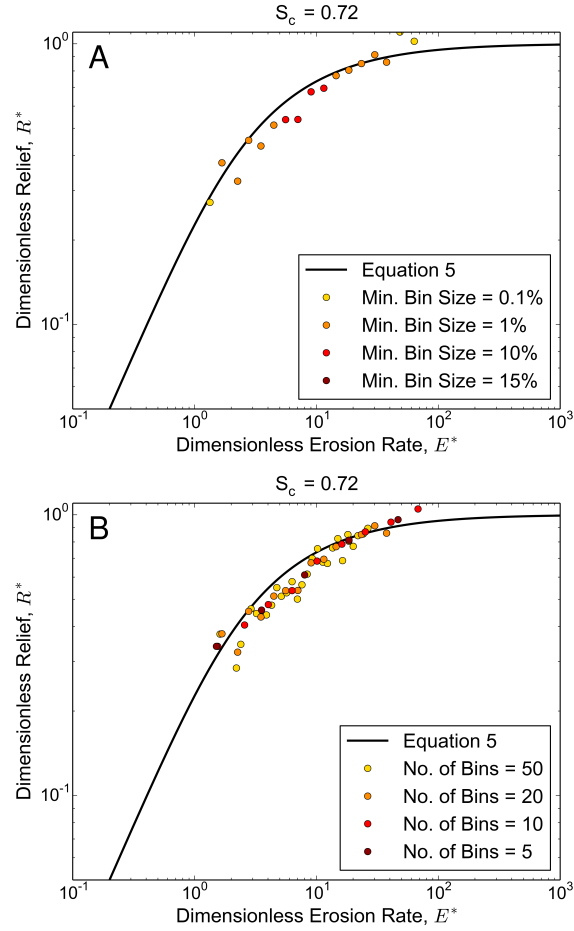 S_c = 0.72
A
10^0
10^-1
Dimensionless Relief, R*
Equation 5
Min. Bin Size = 0.1%
Min. Bin Size = 1%
Min. Bin Size = 10%
Min. Bin Size = 15%
10^-1 10^0 10^1 10^2 10^3
Dimensionless Erosion Rate, E*
S_c = 0.72
B
10^0
10^-1
Dimensionless Relief, R*
Equation 5
No. of Bins = 50
No. of Bins = 20
No. of Bins = 10
No. of Bins = 5
10^-1 10^0 10^1 10^2 10^3
Dimensionless Erosion Rate, E*